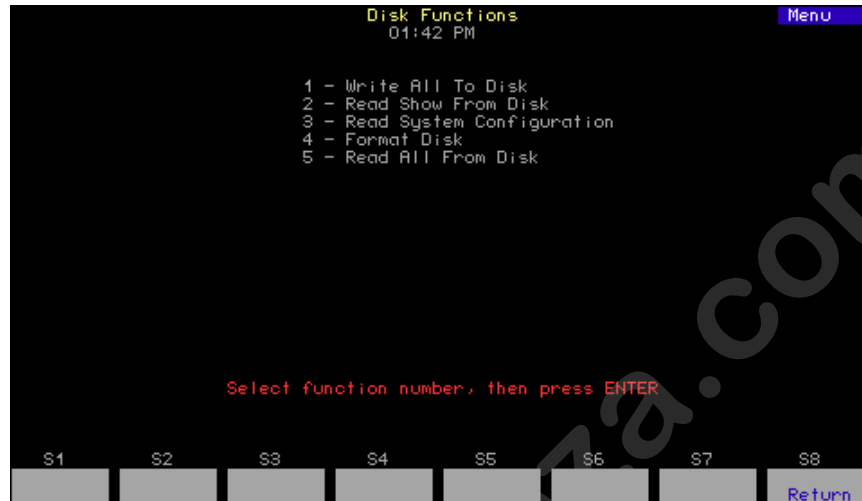 Disk Functions
Menu
01:42 PM
1 - Write All To Disk
2 - Read Show From Disk
3 - Read System Configuration
4 - Format Disk
5 - Read All From Disk
Select function number, then press ENTER
S1 S2 S3 S4 S5 S6 S7 S8
Return
za.com